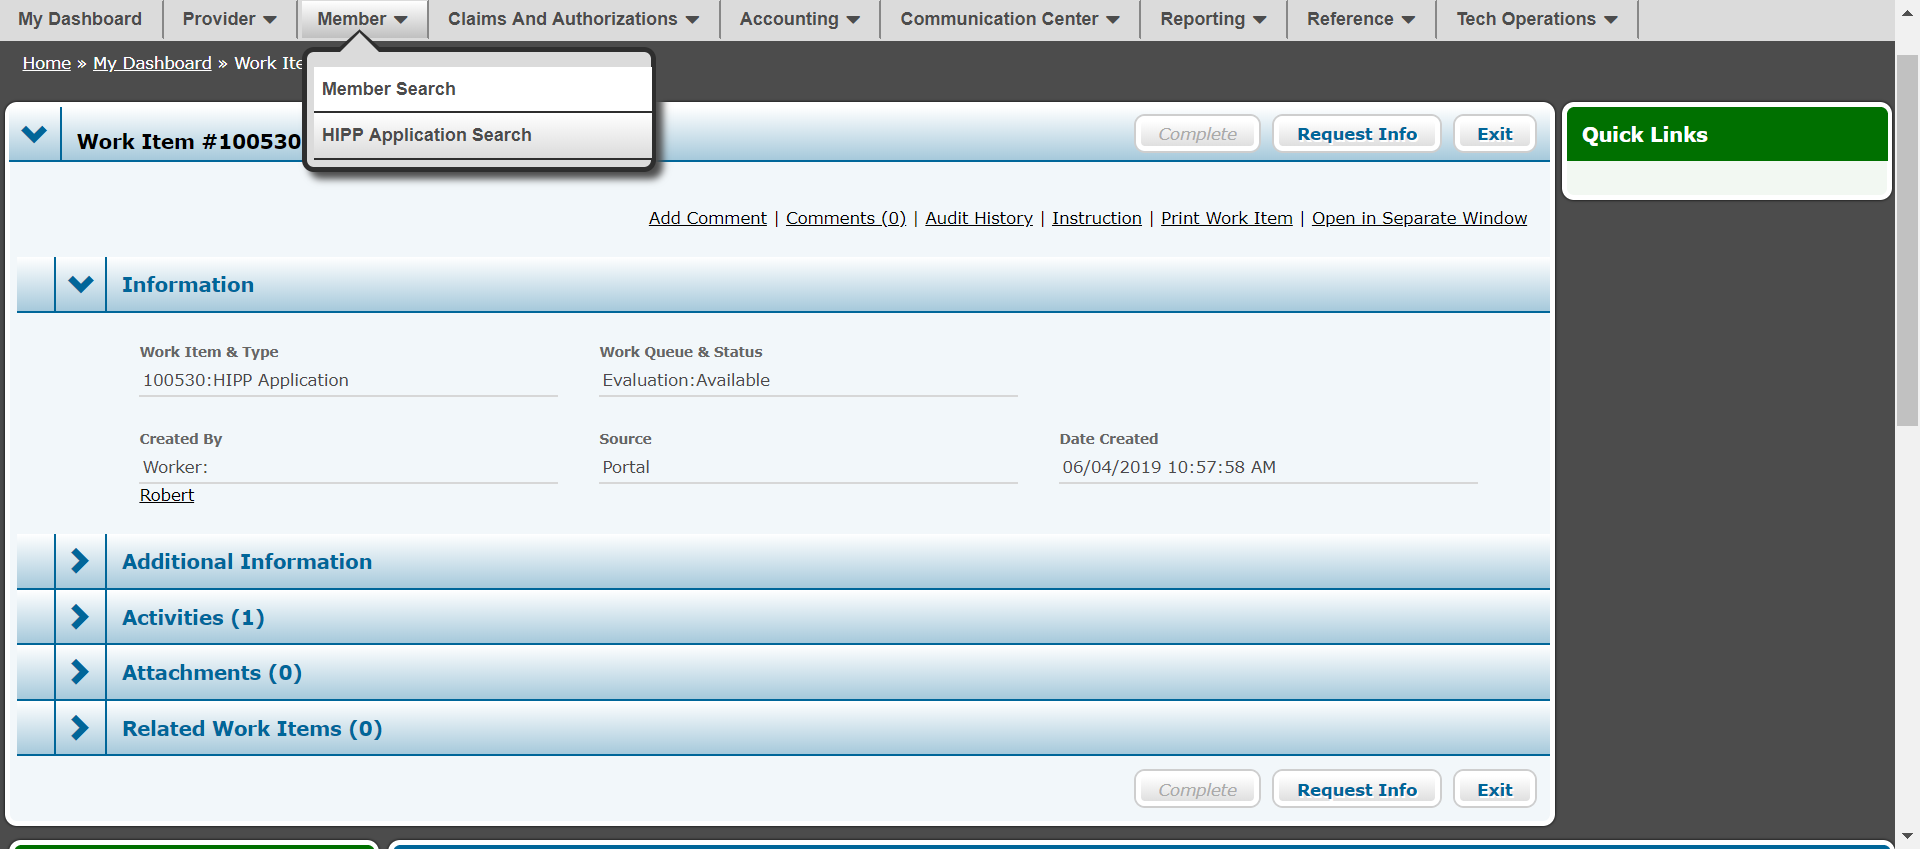 My Dashboard Provider Member Claims And Authorizations Accounting Communication Center Reporting Reference Tech Operations
Home » My Dashboard » Work Ite
Member Search
HIPP Application Search
Work Item #100530
Complete Request Info Exit
Quick Links
Add Comment | Comments (0) | Audit History | Instruction | Print Work Item | Open in Separate Window
Information
Work Item & Type Work Queue & Status
100530:HIPP Application Evaluation:Available
Created By Source Date Created
Worker: Portal 06/04/2019 10:57:58 AM
Robert
Additional Information
Activities (1)
Attachments (0)
Related Work Items (0)
Complete Request Info Exit